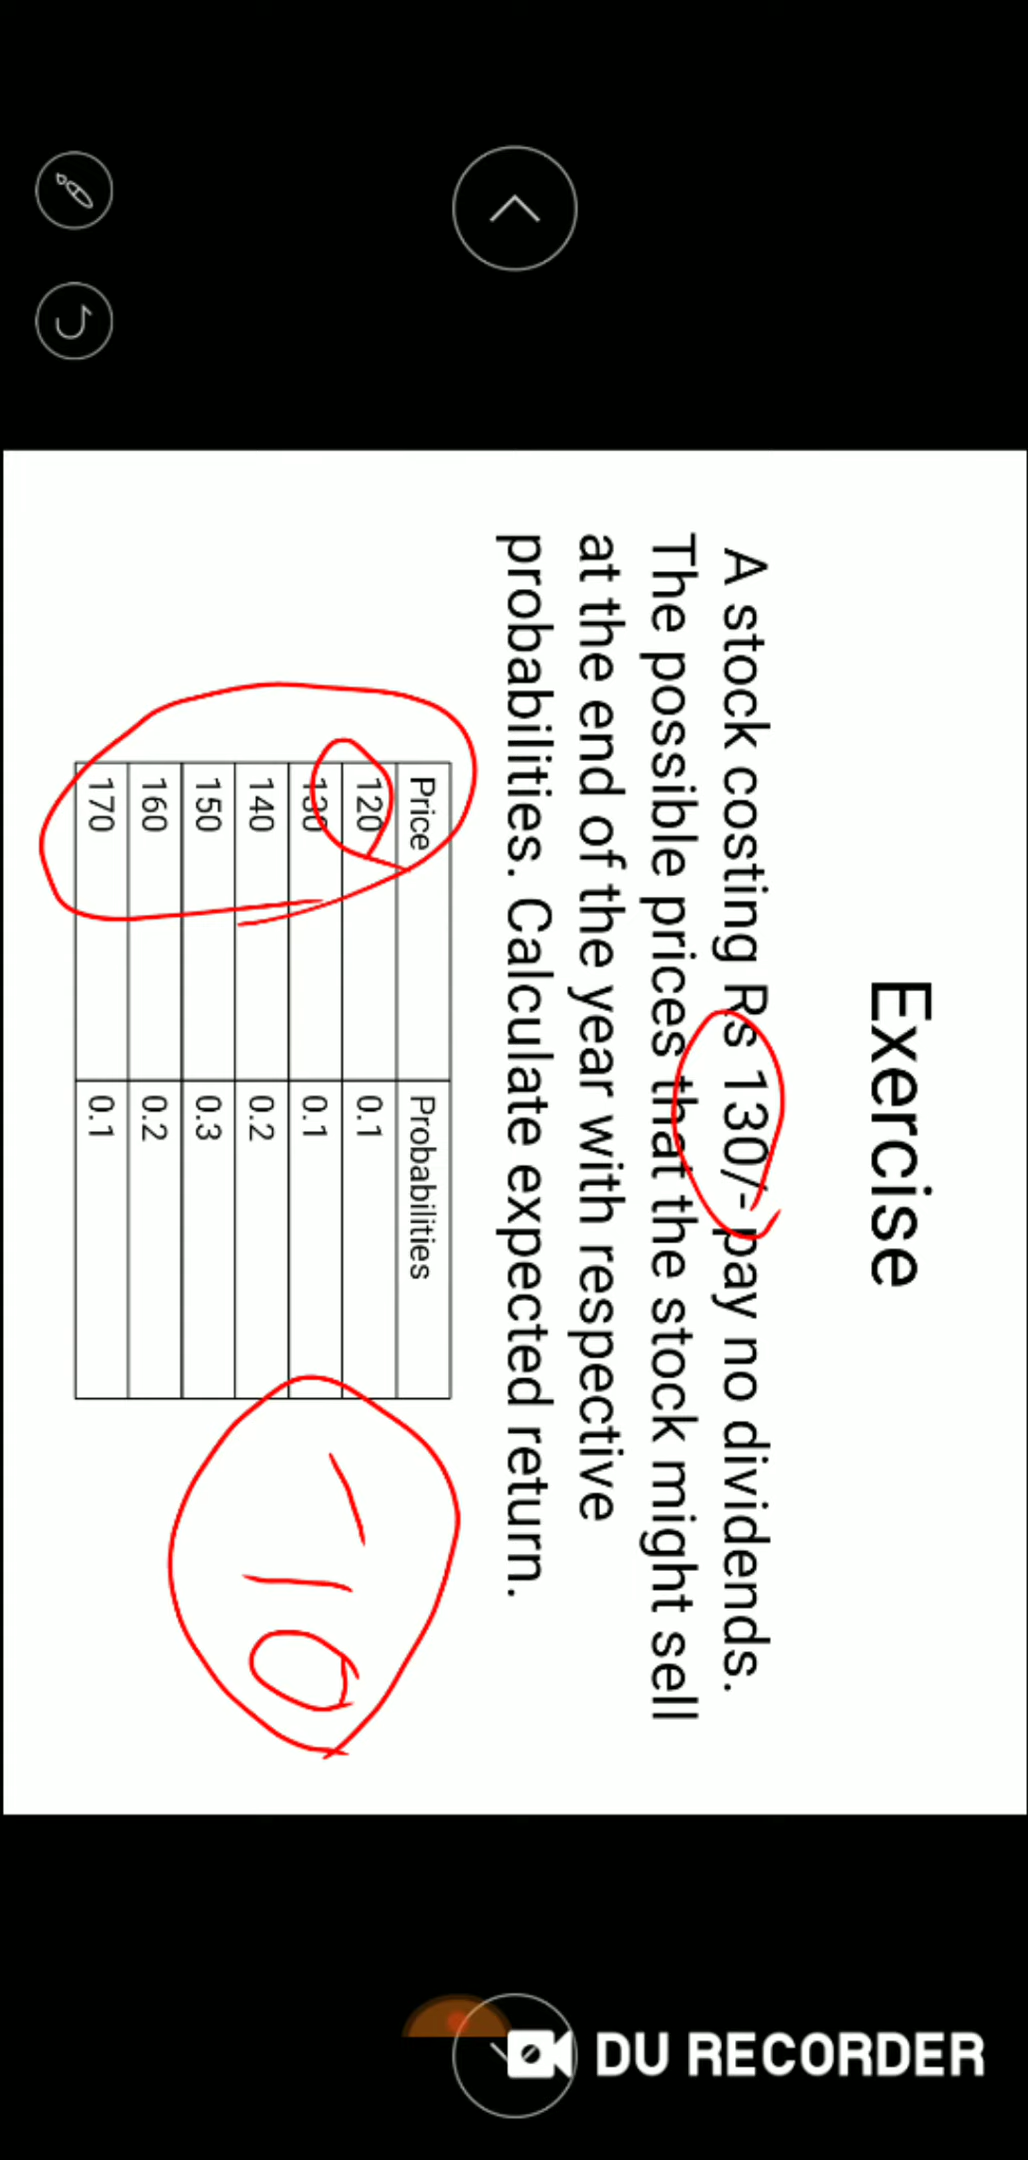 Exercise
A stock costing Rs 130/- pay no dividends.
The possible prices that the stock might sell
at the end of the year with respective
probabilities. Calculate expected return.
Price Probabilities
120 0.1
130 0.1
140 0.2
150 0.3
160 0.2
170 0.1
-10
DU RECORDER